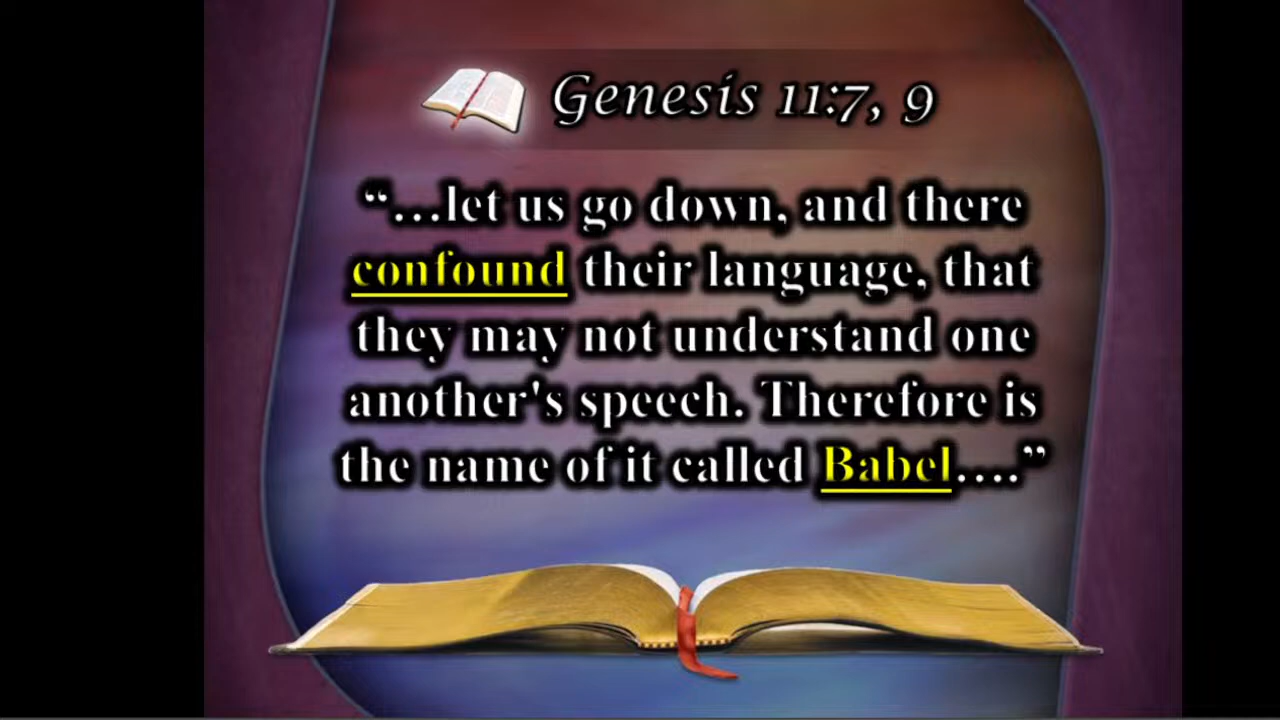 Genesis 11:7, 9
“...let us go down, and there
confound their language, that
they may not understand one
another's speech. Therefore is
the name of it called Babel....”